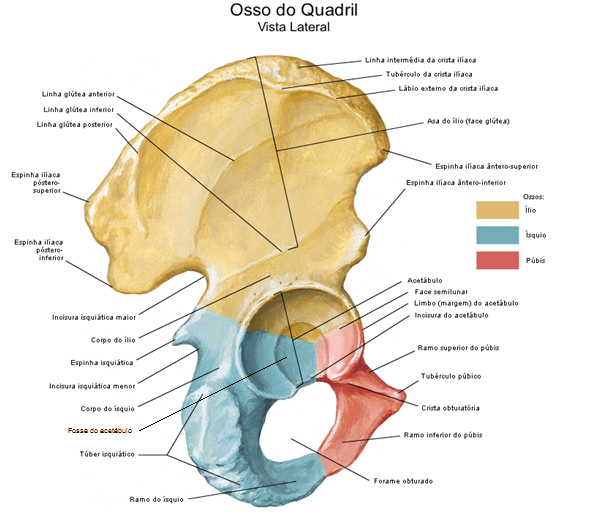 Osso do Quadril
Vista Lateral
Linha intermédia da crista ilíaca
Tubérculo da crista ilíaca
Lábio externo da crista ilíaca
Linha glútea anterior
Linha glútea inferior
Linha glútea posterior
Asa do ílio (face glútea)
Espinha ilíaca ântero-superior
Espinha ilíaca
póstero-
superior
Espinha ilíaca ântero-inferior
Ossos:
Ílio
Ísquio
Púbis
Espinha ilíaca
póstero-
inferior
Acetábulo
Face semilunar
Limbo (margem) do acetábulo
Incisura do acetábulo
Incisura isquiática maior
Corpo do ílio
Espinha isquiática
Incisura isquiática menor
Corpo do ísquio
Fossa do acetábulo
Túber isquiático
Ramo do ísquio
Ramo superior do púbis
Tubérculo púbico
Crista obturatória
Ramo inferior do púbis
Forame obturado